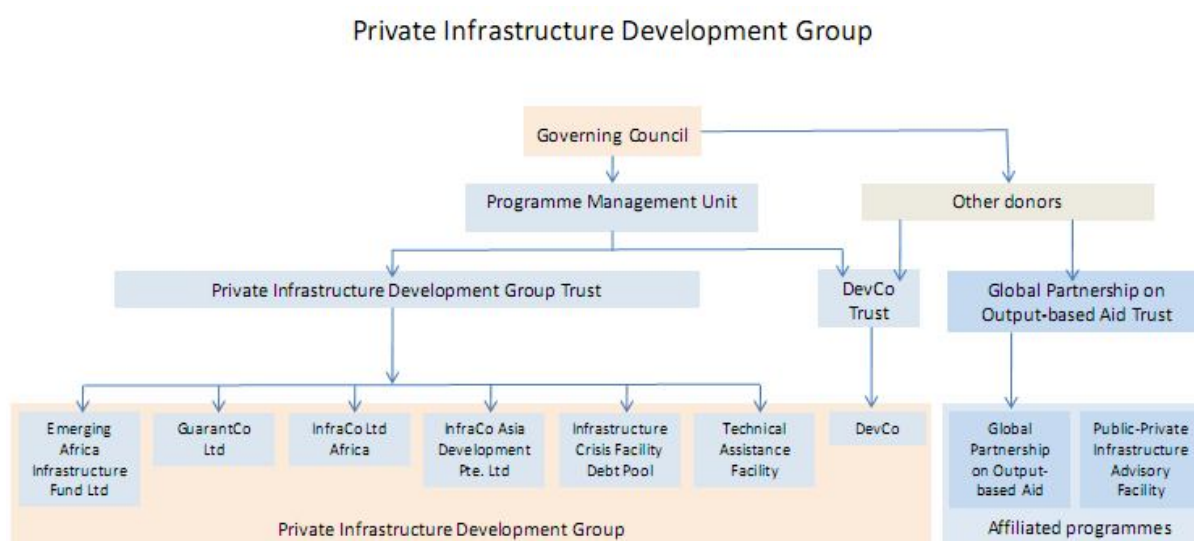 Private Infrastructure Development Group
Governing Council
Programme Management Unit
Other donors
Private Infrastructure Development Group Trust
DevCo
Trust
Global Partnership on
Output-based Aid Trust
Emerging
Africa
Infrastructure
Fund Ltd
GuarantCo
Ltd
InfraCo Ltd
Africa
InfraCo Asia
Development
Pte. Ltd
Infrastructure
Crisis Facility
Debt Pool
Technical
Assistance
Facility
DevCo
Global
Partnership
on Output-
based Aid
Public-Private
Infrastructure
Advisory
Facility
Private Infrastructure Development Group
Affiliated programmes